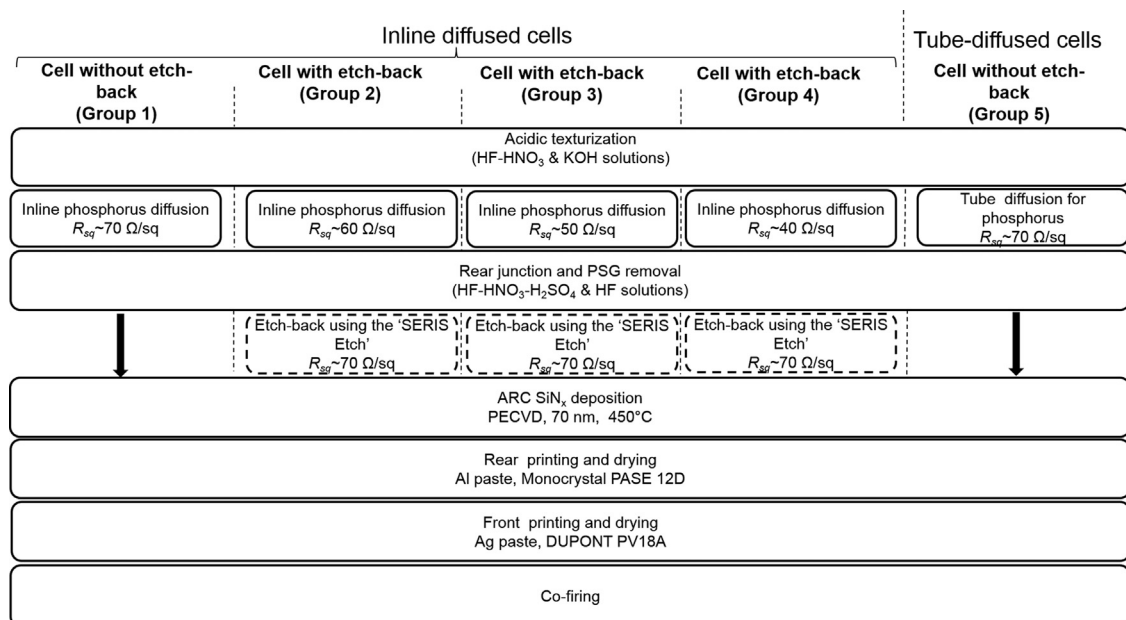 Inline diffused cells
Tube-diffused cells
Cell without etch-
back
(Group 1)
Cell with etch-back
(Group 2)
Cell with etch-back
(Group 3)
Cell with etch-back
(Group 4)
Cell without etch-
back
(Group 5)
Acidic texturization
(HF-HNO₃ & KOH solutions)
Inline phosphorus diffusion
Rsq~70 Ω/sq
Inline phosphorus diffusion
Rsq~60 Ω/sq
Inline phosphorus diffusion
Rsq~50 Ω/sq
Inline phosphorus diffusion
Rsq~40 Ω/sq
Tube diffusion for
phosphorus
Rsq~70 Ω/sq
Rear junction and PSG removal
(HF-HNO₃-H₂SO₄ & HF solutions)
Etch-back using the ‘SERIS
Etch’
Rsq~70 Ω/sq
Etch-back using the ‘SERIS
Etch’
Rsq~70 Ω/sq
Etch-back using the ‘SERIS
Etch’
Rsq~70 Ω/sq
ARC SiNₓ deposition
PECVD, 70 nm, 450°C
Rear printing and drying
Al paste, Monocrystal PASE 12D
Front printing and drying
Ag paste, DUPONT PV18A
Co-firing